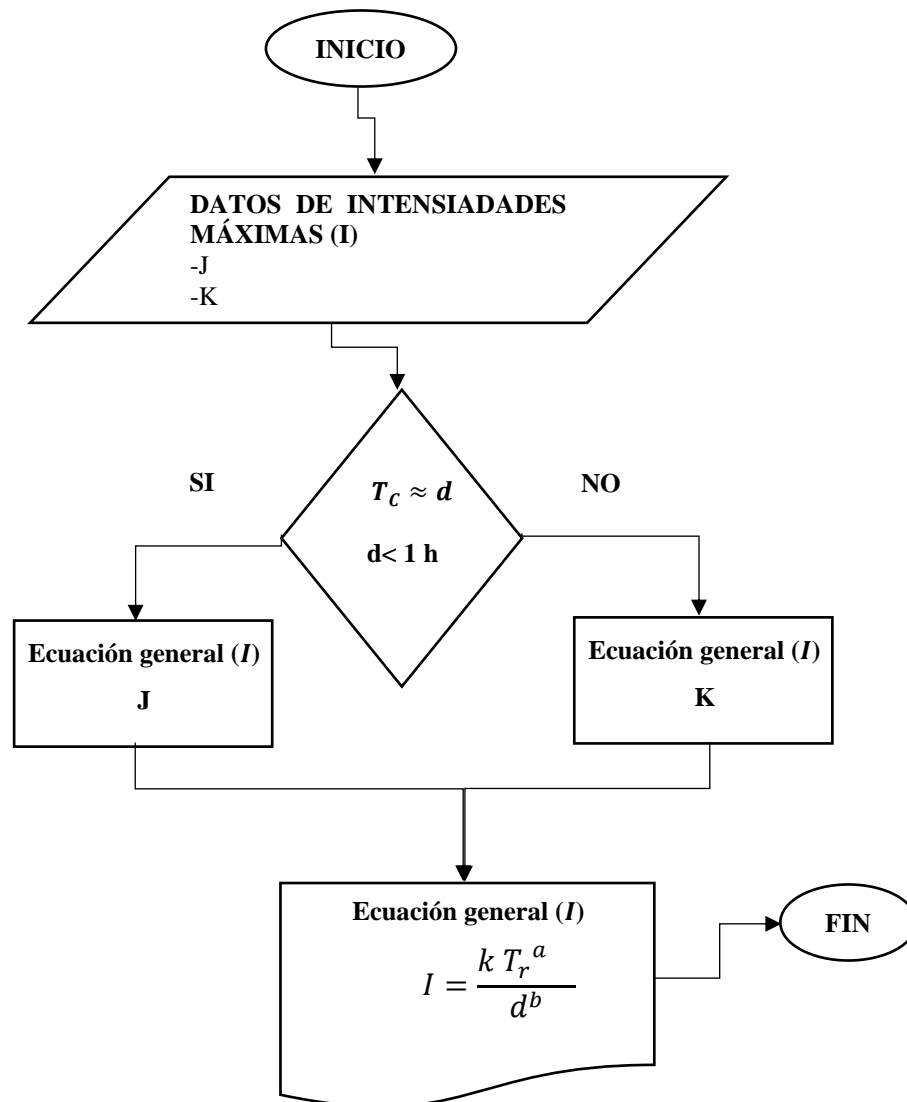 INICIO
DATOS DE INTENSIADADES
MÁXIMAS (I)
-J
-K
SI
T_C ≈ d
NO
d< 1 h
Ecuación general (I)
J
Ecuación general (I)
K
Ecuación general (I)
I = k T_r^a / d^b
FIN